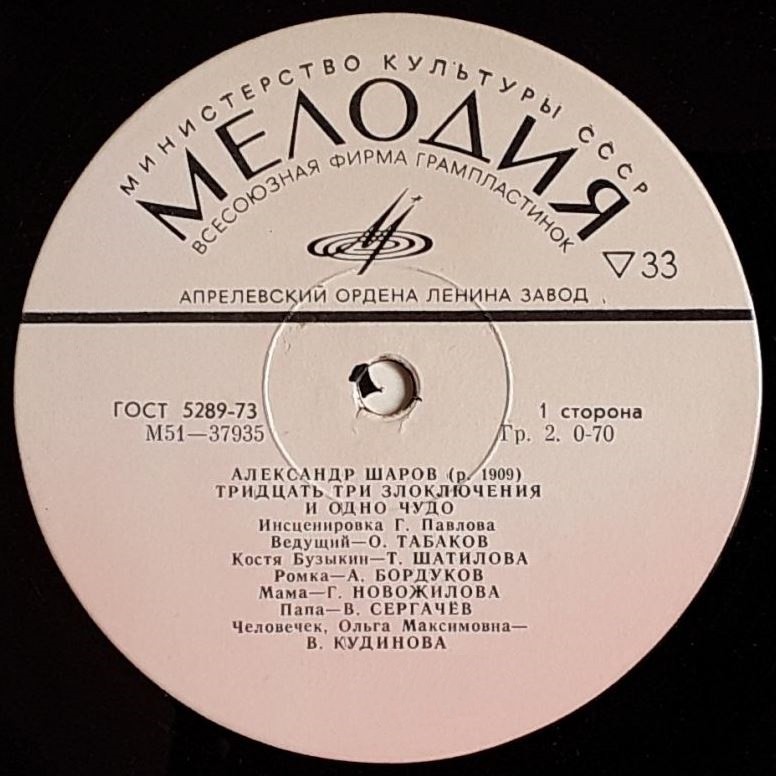 МИНИСТЕРСТВО КУЛЬТУРЫ СССР
МЕЛОДИЯ
ВСЕСОЮЗНАЯ ФИРМА ГРАМПЛАСТИНОК
▽33
АПРЕЛЕВСКИЙ ОРДЕНА ЛЕНИНА ЗАВОД
ГОСТ 5289-73
1 сторона
М51—37935
Гр. 2. 0-70
АЛЕКСАНДР ШАРОВ (р. 1909)
ТРИДЦАТЬ ТРИ ЗЛОКЛЮЧЕНИЯ
И ОДНО ЧУДО
Инсценировка Г. Павлова
Ведущий—О. ТАБАКОВ
Костя Бузыкин—Т. ШАТИЛОВА
Ромка—А. БОРДУКОВ
Мама—Г. НОВОЖИЛОВА
Папа—В. СЕРГАЧЁВ
Человечек, Ольга Максимовна—
В. КУДИНОВА